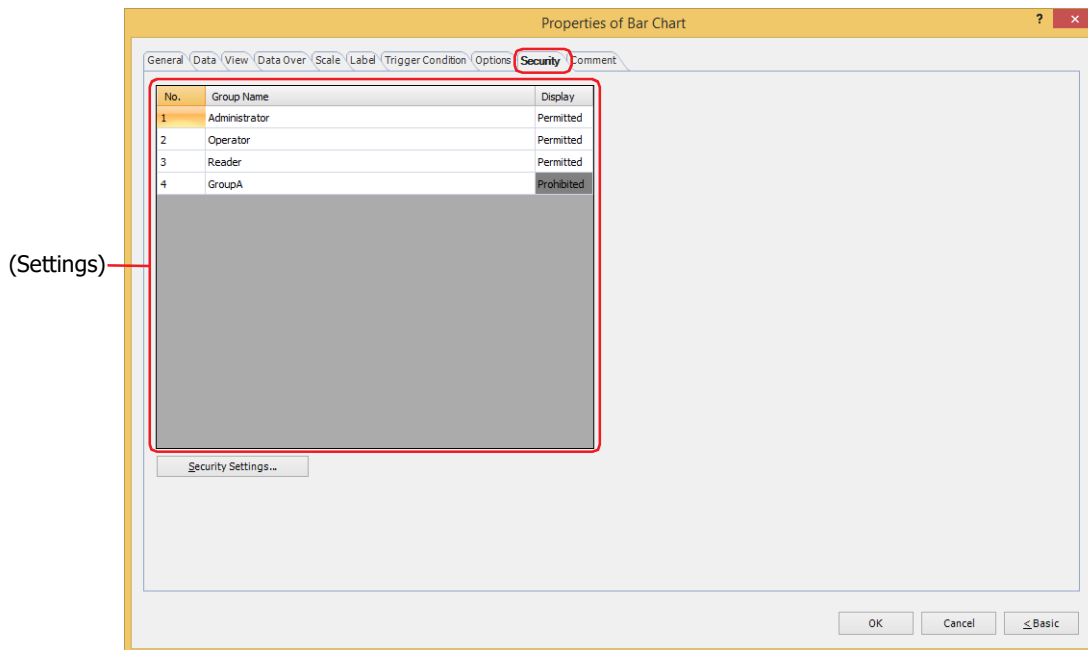 Properties of Bar Chart ? ×
General Data View Data Over Scale Label Trigger Condition Options Security Comment
No. Group Name Display
1 Administrator Permitted
2 Operator Permitted
3 Reader Permitted
4 GroupA Prohibited
(Settings)
Security Settings...
OK Cancel < Basic